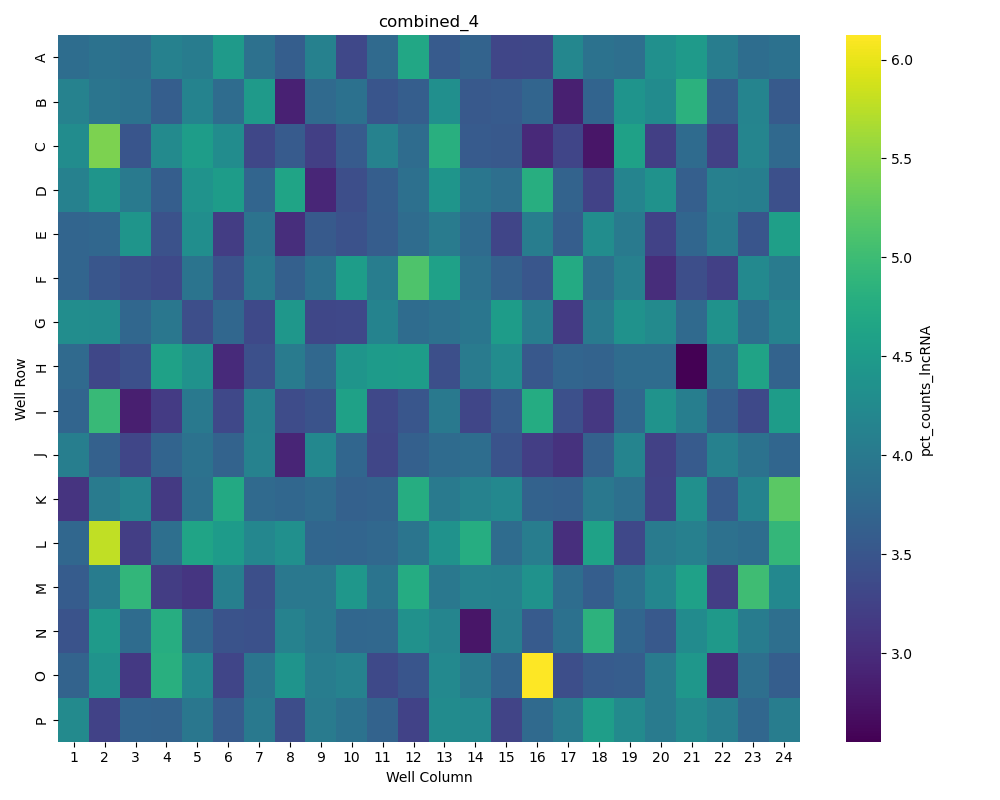 combined_4
A
B
C
D
E
F
G
H
I
J
K
L
M
N
O
P
Well Row
1 2 3 4 5 6 7 8 9 10 11 12 13 14 15 16 17 18 19 20 21 22 23 24
Well Column
6.0
5.5
5.0
4.5
4.0
3.5
3.0
pct_counts_lncRNA